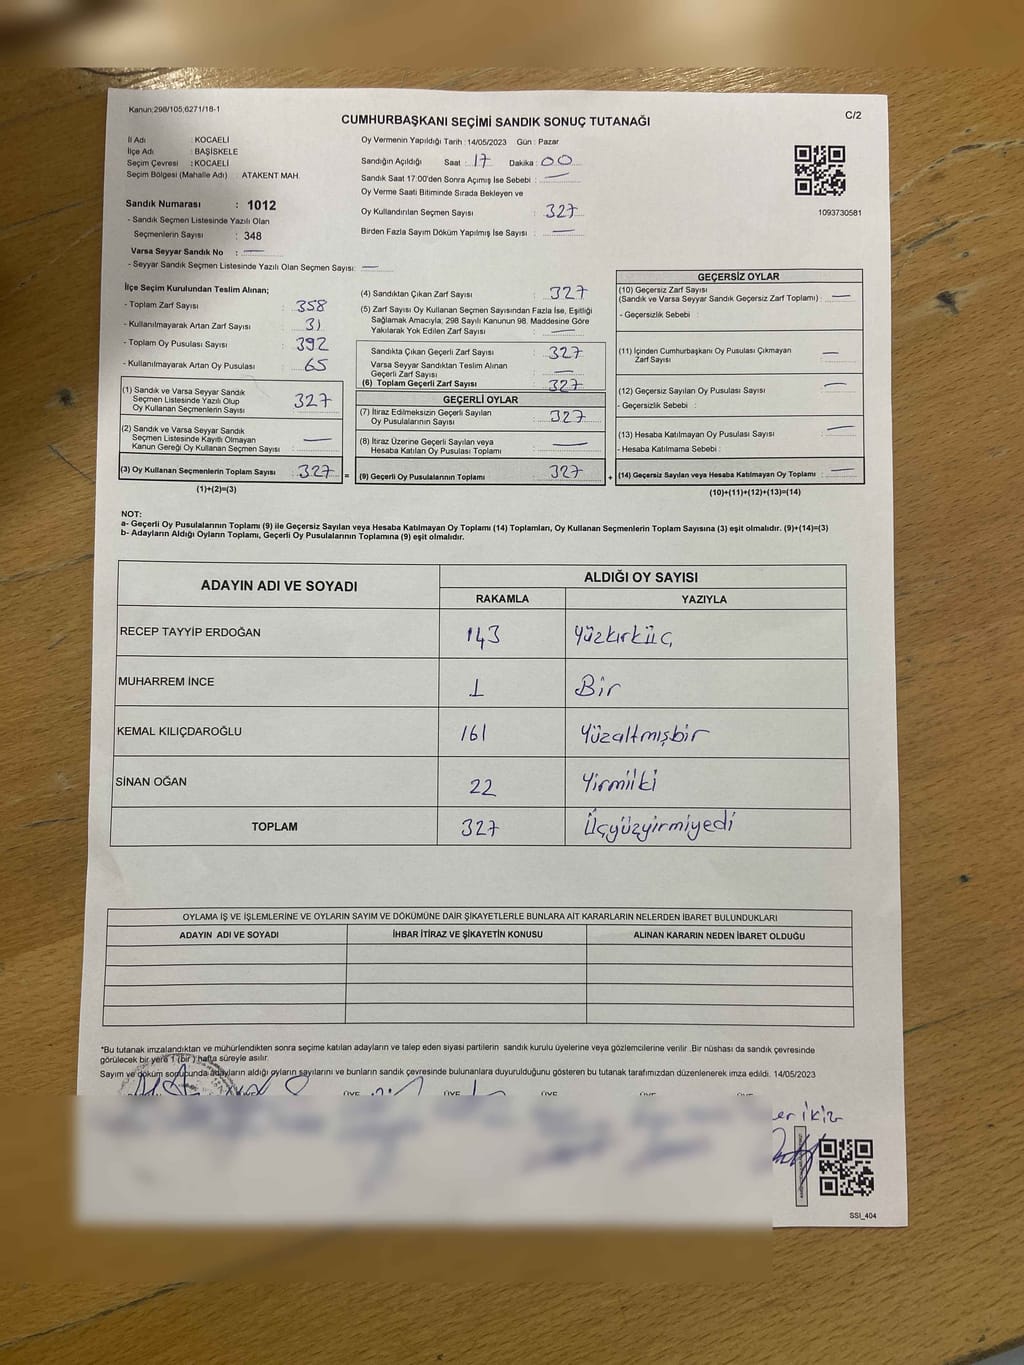 Kanun:298/105,6271/18-1
CUMHURBAŞKANI SEÇİMİ SANDIK SONUÇ TUTANAĞI
C/2
İl Adı : KOCAELİ
İlçe Adı : BAŞİSKELE
Seçim Çevresi : KOCAELİ
Seçim Bölgesi (Mahalle Adı) : ATAKENT MAH.
Sandık Numarası : 1012
- Sandık Seçmen Listesinde Yazılı Olan
Seçmenlerin Sayısı : 348
Varsa Seyyar Sandık No : —
- Seyyar Sandık Seçmen Listesinde Yazılı Olan Seçmen Sayısı: —
Oy Vermenin Yapıldığı Tarih : 14/05/2023 Gün : Pazar
Sandığın Açıldığı Saat : 17 Dakika : 00
Sandık Saat 17:00'den Sonra Açımış İse Sebebi : —
Oy Verme Saati Bitiminde Sırada Bekleyen ve
Oy Kullandırılan Seçmen Sayısı : 327
Birden Fazla Sayım Döküm Yapılmış İse Sayısı : —
1093730581
İlçe Seçim Kurulundan Teslim Alınan;
- Toplam Zarf Sayısı : 358
- Kullanılmayarak Artan Zarf Sayısı : 31
- Toplam Oy Pusulası Sayısı : 392
- Kullanılmayarak Artan Oy Pusulası : 65
(1) Sandık ve Varsa Seyyar Sandık
Seçmen Listesinde Yazılı Olup
Oy Kullanan Seçmenlerin Sayısı : 327
(2) Sandık ve Varsa Seyyar Sandık
Seçmen Listesinde Kayıtlı Olmayan
Kanun Gereği Oy Kullanan Seçmen Sayısı : —
(3) Oy Kullanan Seçmenlerin Toplam Sayısı : 327 =
(1)+(2)=(3)
(4) Sandıktan Çıkan Zarf Sayısı : 327
(5) Zarf Sayısı Oy Kullanan Seçmen Sayısından Fazla İse, Eşitliği
Sağlamak Amacıyla; 298 Sayılı Kanunun 98. Maddesine Göre
Yakılarak Yok Edilen Zarf Sayısı : —
Sandıkta Çıkan Geçerli Zarf Sayısı : 327
Varsa Seyyar Sandıktan Teslim Alınan
Geçerli Zarf Sayısı : —
(6) Toplam Geçerli Zarf Sayısı : 327
GEÇERLİ OYLAR
(7) İtiraz Edilmeksizin Geçerli Sayılan
Oy Pusulalarının Sayısı : 327
(8) İtiraz Üzerine Geçerli Sayılan veya
Hesaba Katılan Oy Pusulası Toplamı : —
(9) Geçerli Oy Pusulalarının Toplamı : 327 +
GEÇERSİZ OYLAR
(10) Geçersiz Zarf Sayısı
(Sandık ve Varsa Seyyar Sandık Geçersiz Zarf Toplamı) : —
- Geçersizlik Sebebi :
(11) İçinden Cumhurbaşkanı Oy Pusulası Çıkmayan
Zarf Sayısı : —
(12) Geçersiz Sayılan Oy Pusulası Sayısı : —
- Geçersizlik Sebebi :
(13) Hesaba Katılmayan Oy Pusulası Sayısı : —
- Hesaba Katılmama Sebebi :
(14) Geçersiz Sayılan veya Hesaba Katılmayan Oy Toplamı : —
(10)+(11)+(12)+(13)=(14)
NOT:
a- Geçerli Oy Pusulalarının Toplamı (9) ile Geçersiz Sayılan veya Hesaba Katılmayan Oy Toplamı (14) Toplamları, Oy Kullanan Seçmenlerin Toplam Sayısına (3) eşit olmalıdır. (9)+(14)=(3)
b- Adayların Aldığı Oyların Toplamı, Geçerli Oy Pusulalarının Toplamına (9) eşit olmalıdır.
ADAYIN ADI VE SOYADI
ALDIĞI OY SAYISI
RAKAMLA YAZIYLA
RECEP TAYYİP ERDOĞAN 143 Yüzkırküç
MUHARREM İNCE 1 Bir
KEMAL KILIÇDAROĞLU 161 Yüzaltmışbir
SİNAN OĞAN 22 Yirmiiki
TOPLAM 327 Üçyüzyirmiyedi
OYLAMA İŞ VE İŞLEMLERİNE VE OYLARIN SAYIM VE DÖKÜMÜNE DAİR ŞİKAYETLERLE BUNLARA AİT KARARLARIN NELERDEN İBARET BULUNDUKLARI
ADAYIN ADI VE SOYADI İHBAR İTİRAZ VE ŞİKAYETİN KONUSU ALINAN KARARIN NEDEN İBARET OLDUĞU
*Bu tutanak imzalandıktan ve mühürlendikten sonra seçime katılan adayların ve talep eden siyasi partilerin sandık kurulu üyelerine veya gözlemcilerine verilir .Bir nüshası da sandık çevresinde
görülecek bir yere 1 (bir ) hafta süreyle asılır.
Sayım ve döküm sonucunda adayların aldığı oyların sayılarını ve bunların sandık çevresinde bulunanlara duyurulduğunu gösteren bu tutanak tarafımızdan düzenlenerek imza edildi. 14/05/2023
ÜYE ÜYE ÜYE ÜYE ÜYE
SSİ_404